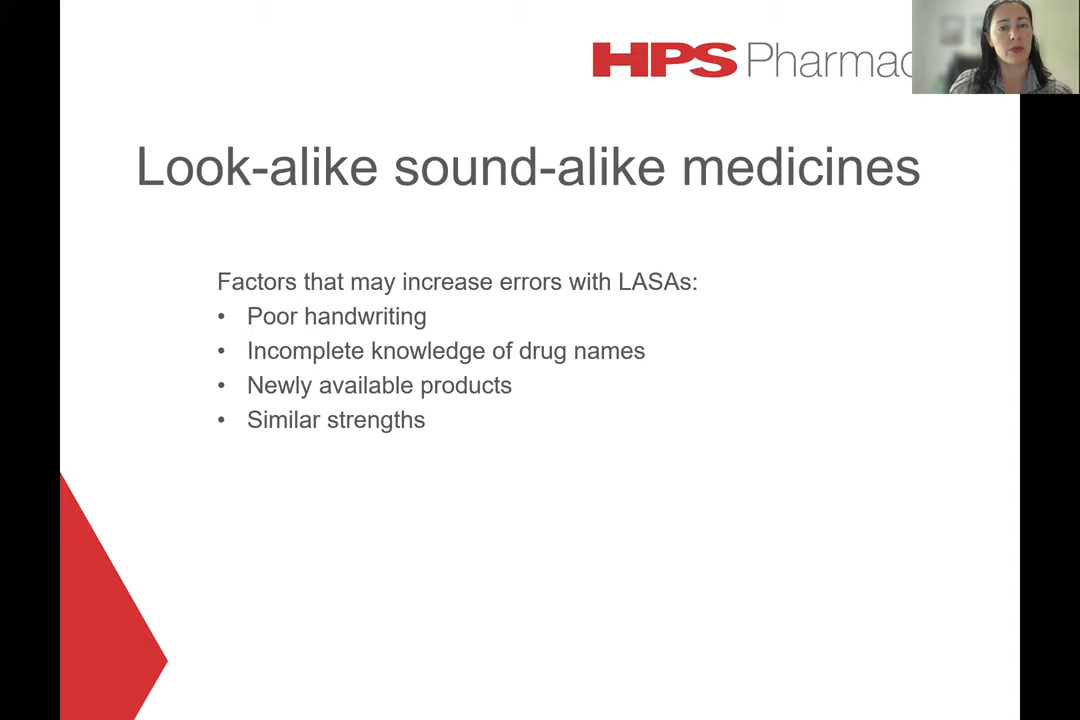 HPS Pharmac
Look-alike sound-alike medicines
Factors that may increase errors with LASAs:
• Poor handwriting
• Incomplete knowledge of drug names
• Newly available products
• Similar strengths